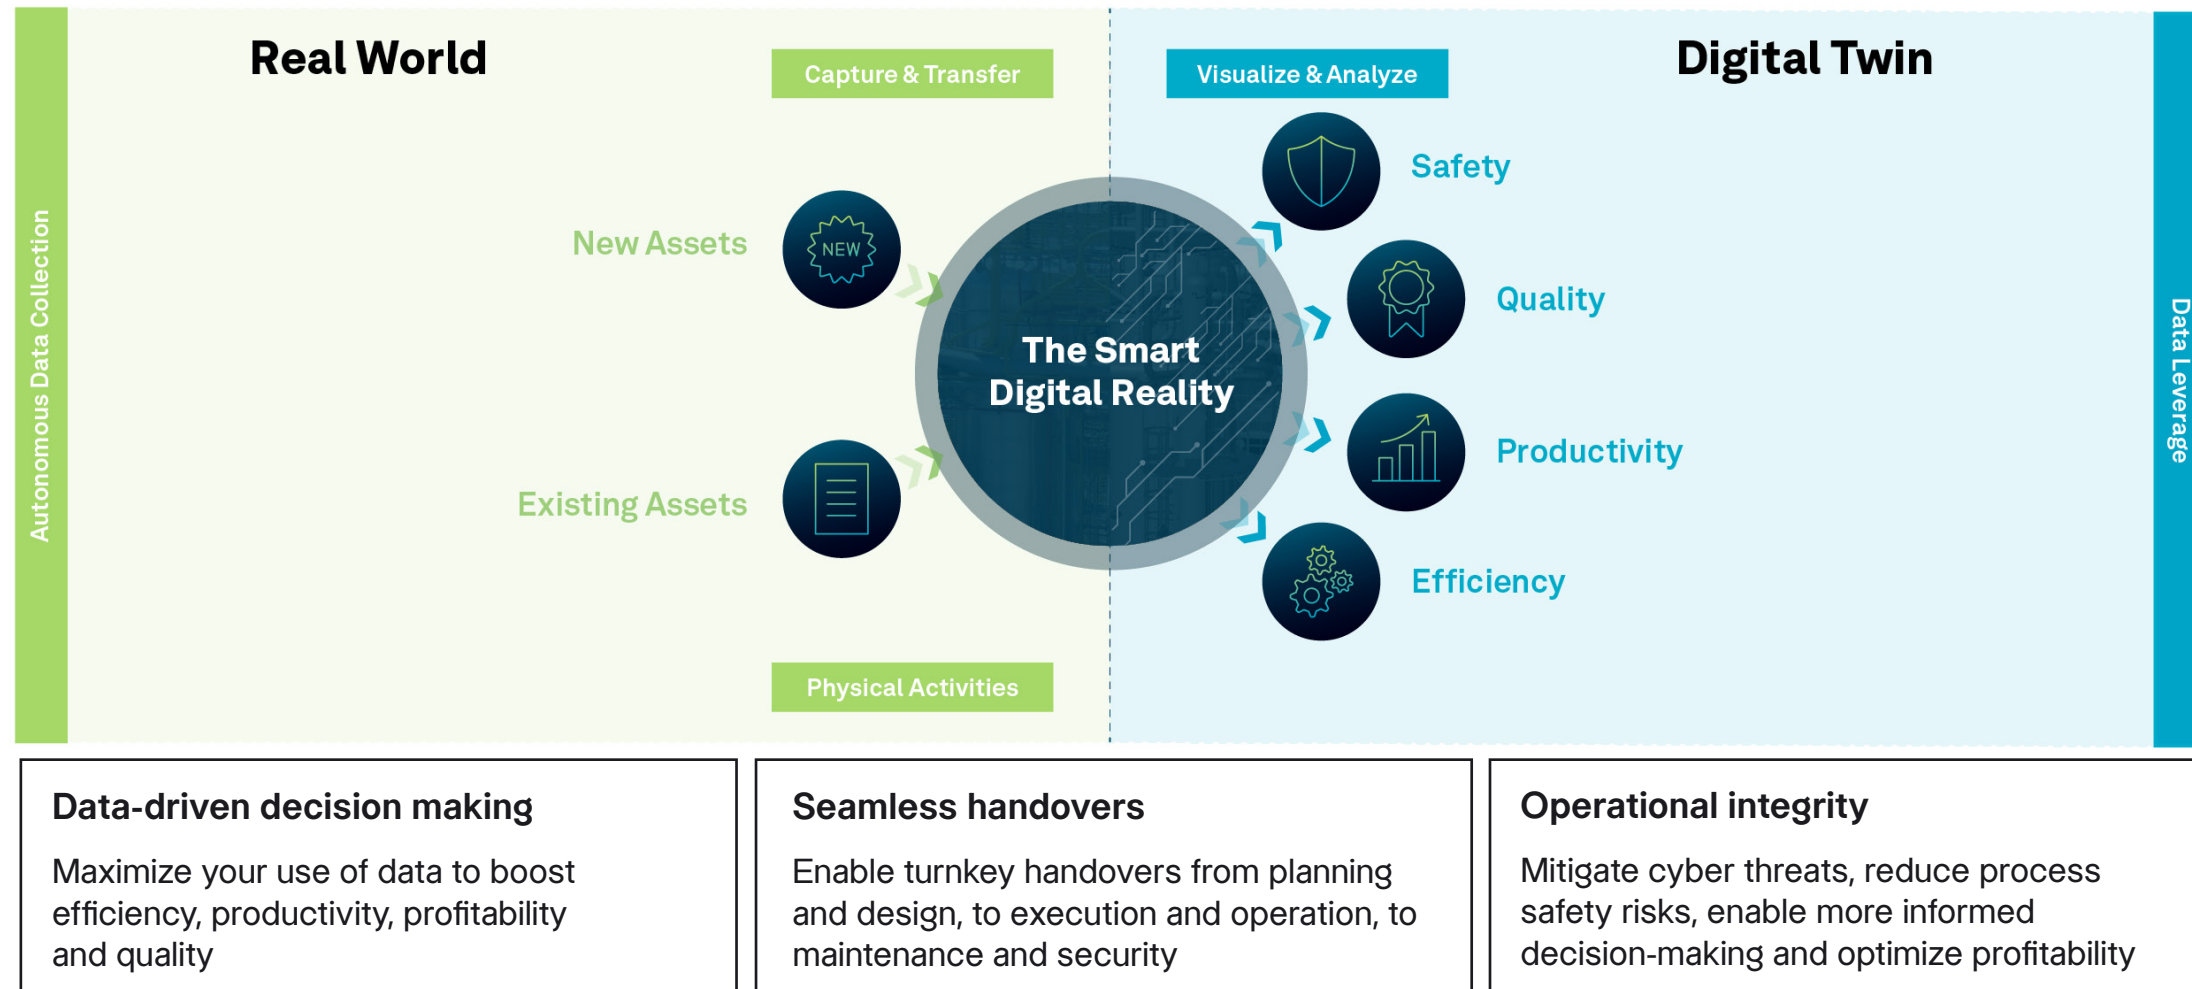 Real World
Capture & Transfer
Visualize & Analyze
Digital Twin
Autonomous Data Collection
New Assets
NEW
Existing Assets
The Smart
Digital Reality
Safety
Quality
Productivity
Efficiency
Data Leverage
Physical Activities
Data-driven decision making
Maximize your use of data to boost
efficiency, productivity, profitability
and quality
Seamless handovers
Enable turnkey handovers from planning
and design, to execution and operation, to
maintenance and security
Operational integrity
Mitigate cyber threats, reduce process
safety risks, enable more informed
decision-making and optimize profitability